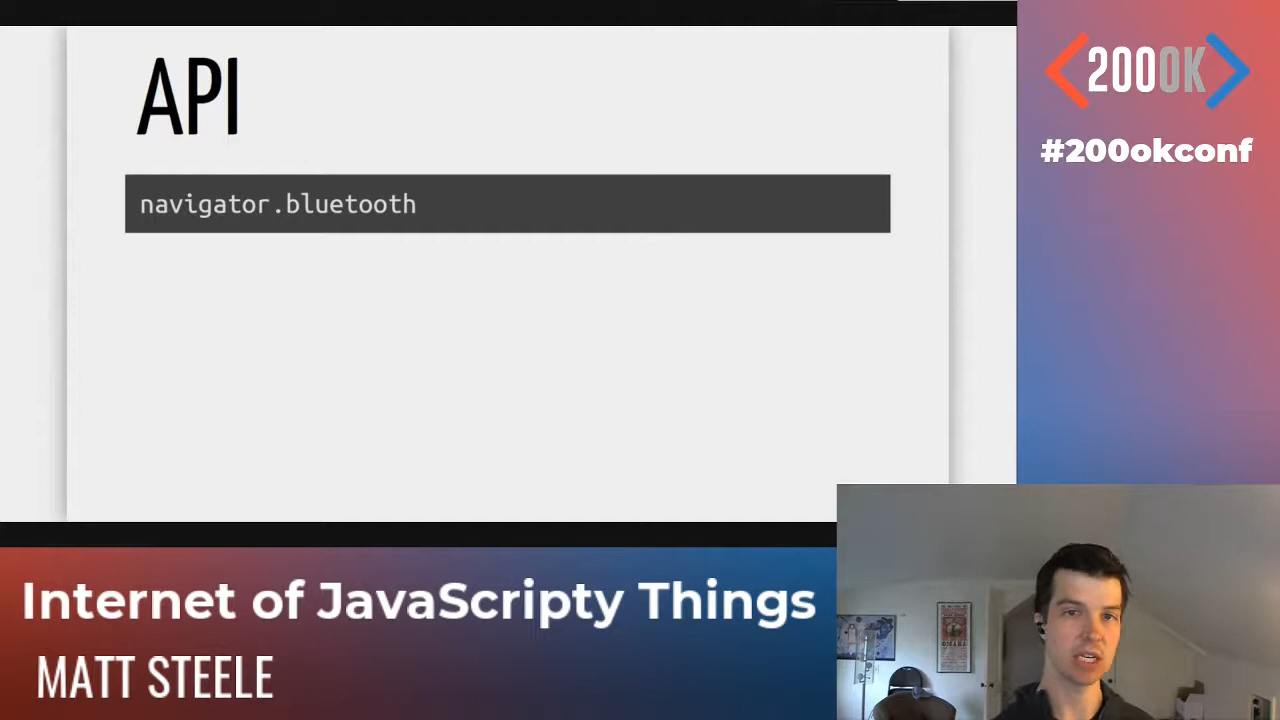 API
navigator.bluetooth
200OK
#200okconf
Internet of JavaScripty Things
MATT STEELE